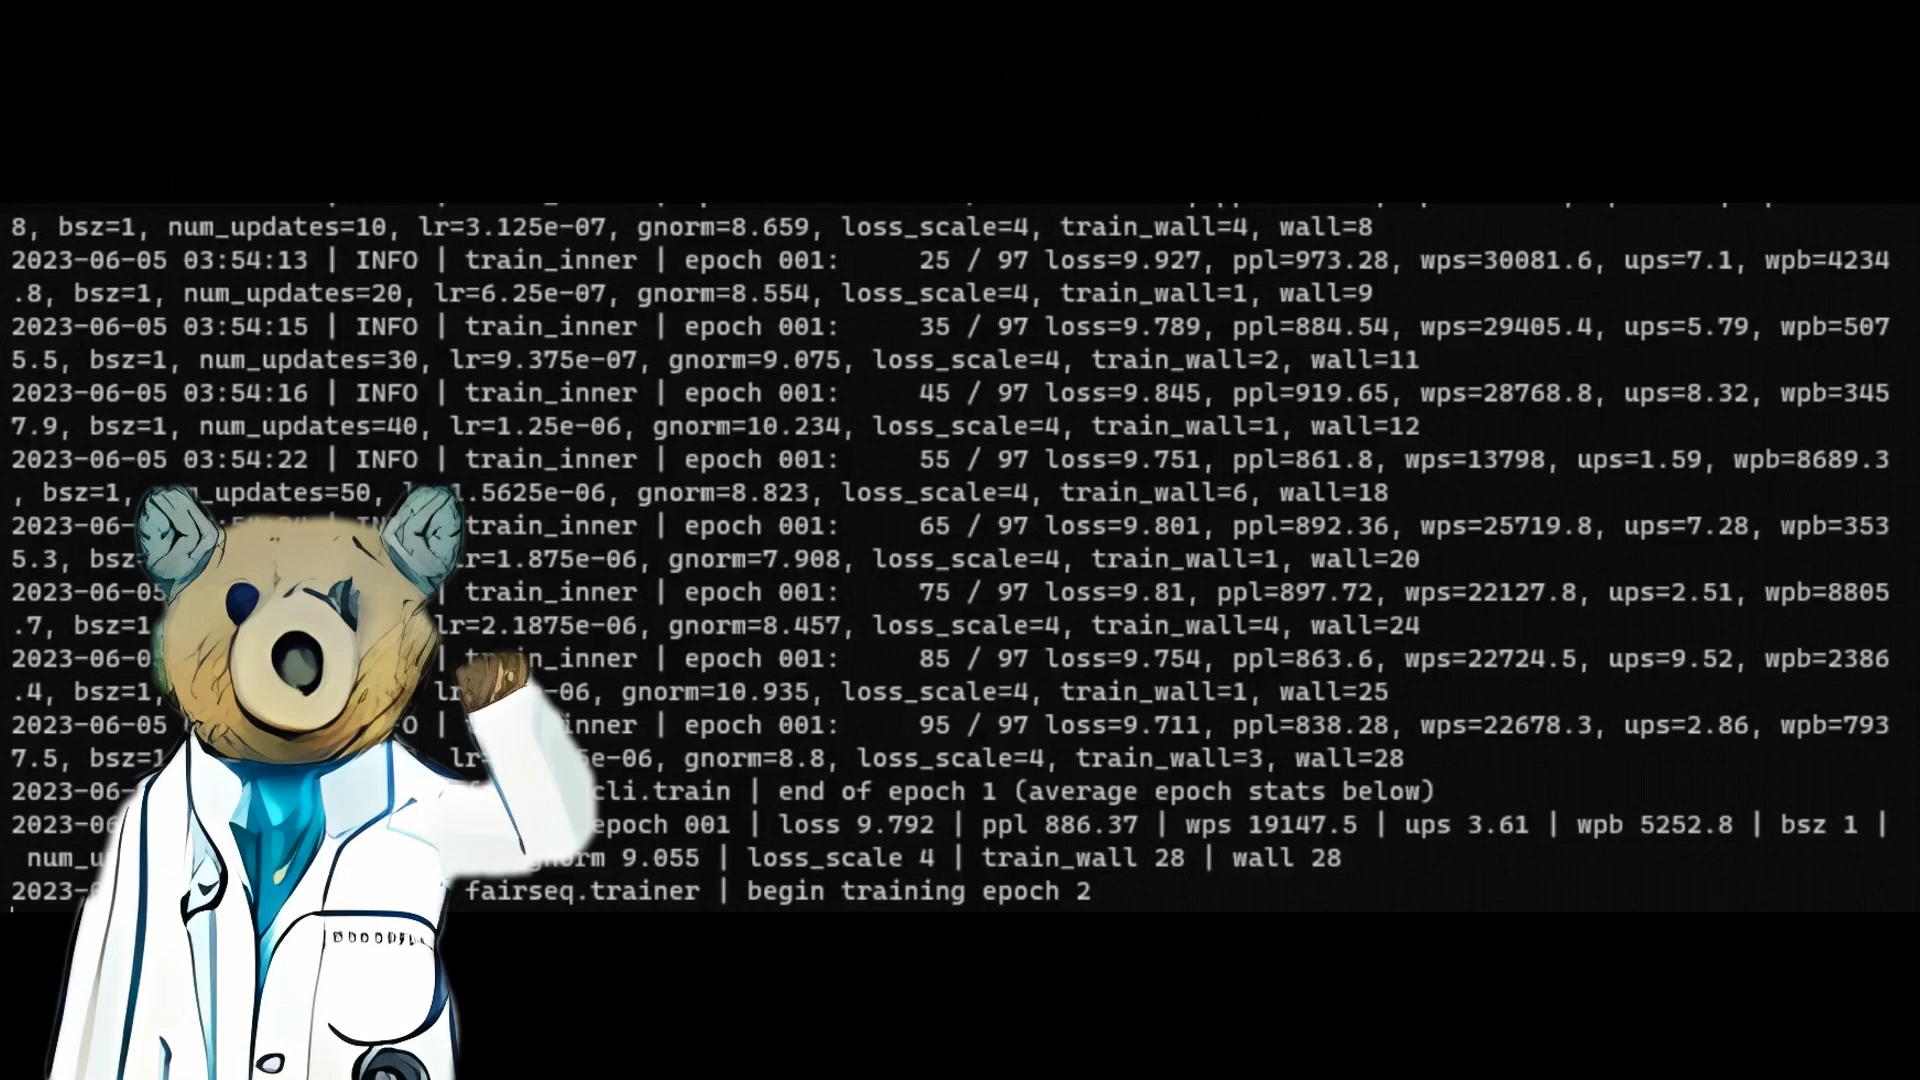 8, bsz=1, num_updates=10, lr=3.125e-07, gnorm=8.659, loss_scale=4, train_wall=4, wall=8
2023-06-05 03:54:13 | INFO | train_inner | epoch 001:     25 / 97 loss=9.927, ppl=973.28, wps=30081.6, ups=7.1, wpb=4234
.8, bsz=1, num_updates=20, lr=6.25e-07, gnorm=8.554, loss_scale=4, train_wall=1, wall=9
2023-06-05 03:54:15 | INFO | train_inner | epoch 001:     35 / 97 loss=9.789, ppl=884.54, wps=29405.4, ups=5.79, wpb=507
5.5, bsz=1, num_updates=30, lr=9.375e-07, gnorm=9.075, loss_scale=4, train_wall=2, wall=11
2023-06-05 03:54:16 | INFO | train_inner | epoch 001:     45 / 97 loss=9.845, ppl=919.65, wps=28768.8, ups=8.32, wpb=345
7.9, bsz=1, num_updates=40, lr=1.25e-06, gnorm=10.234, loss_scale=4, train_wall=1, wall=12
2023-06-05 03:54:22 | INFO | train_inner | epoch 001:     55 / 97 loss=9.751, ppl=861.8, wps=13798, ups=1.59, wpb=8689.3
, bsz=1, _updates=50, 1.5625e-06, gnorm=8.823, loss_scale=4, train_wall=6, wall=18
2023-06- train_inner | epoch 001:     65 / 97 loss=9.801, ppl=892.36, wps=25719.8, ups=7.28, wpb=353
5.3, bsz lr=1.875e-06, gnorm=7.908, loss_scale=4, train_wall=1, wall=20
2023-06-05 | train_inner | epoch 001:     75 / 97 loss=9.81, ppl=897.72, wps=22127.8, ups=2.51, wpb=8805
.7, bsz=1 lr=2.1875e-06, gnorm=8.457, loss_scale=4, train_wall=4, wall=24
2023-06-0 | n_inner | epoch 001:     85 / 97 loss=9.754, ppl=863.6, wps=22724.5, ups=9.52, wpb=2386
.4, bsz=1, lr -06, gnorm=10.935, loss_scale=4, train_wall=1, wall=25
2023-06-05 O | inner | epoch 001:     95 / 97 loss=9.711, ppl=838.28, wps=22678.3, ups=2.86, wpb=793
7.5, bsz=1 lr= 5e-06, gnorm=8.8, loss_scale=4, train_wall=3, wall=28
2023-06- cli.train | end of epoch 1 (average epoch stats below)
2023-06 epoch 001 | loss 9.792 | ppl 886.37 | wps 19147.5 | ups 3.61 | wpb 5252.8 | bsz 1 |
num_u gnorm 9.055 | loss_scale 4 | train_wall 28 | wall 28
2023-0 fairseq.trainer | begin training epoch 2